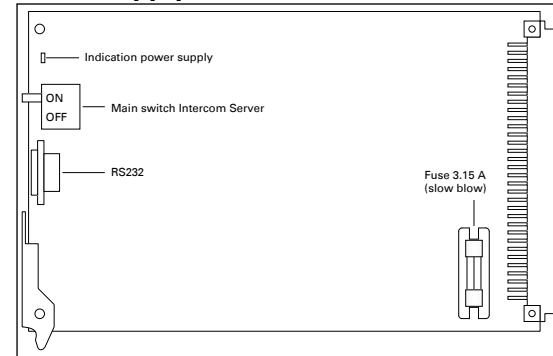 Indication power supply
ON
OFF
Main switch Intercom Server
RS232
Fuse 3.15 A
(slow blow)